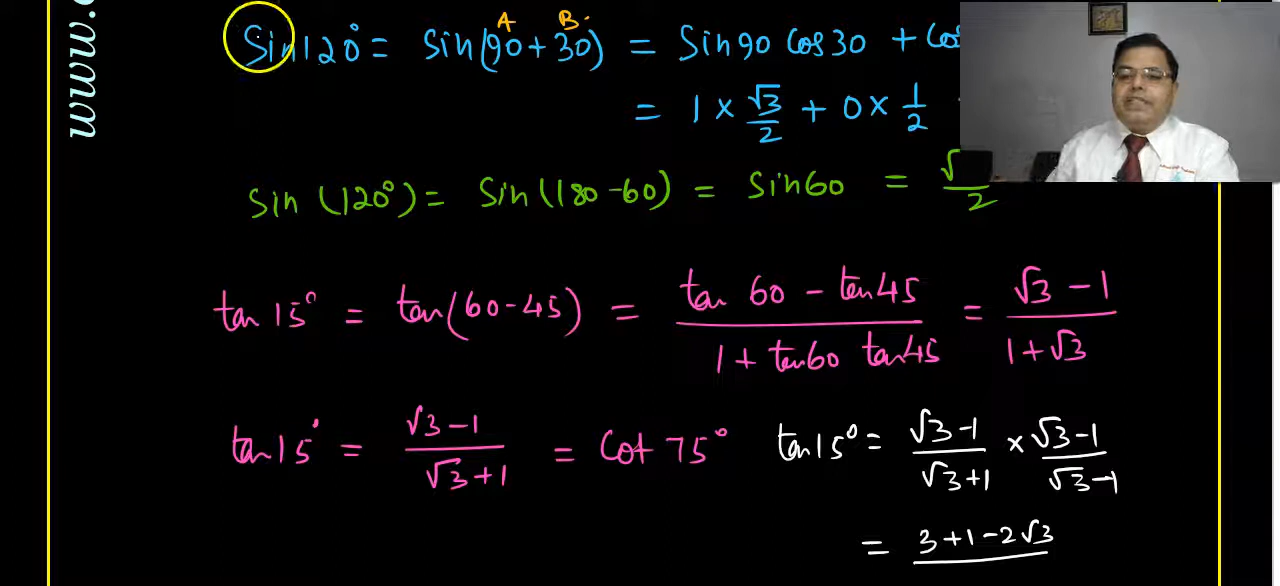 www.
A B
Sin 120° = Sin(90 + 30) = Sin90 Cos30 +
= 1 × √3/2 + 0 × 1/2
Sin (120°) = Sin (180 - 60) = Sin60 = √ /2
tan 15° = tan(60 - 45) = tan 60 - tan45 / 1 + tan60 tan45 = √3 - 1 / 1 + √3
tan15° = √3 - 1 / √3 + 1 = Cot 75° tan15° = √3 - 1 / √3 + 1 × √3 - 1 / √3 - 1
= 3 + 1 - 2√3